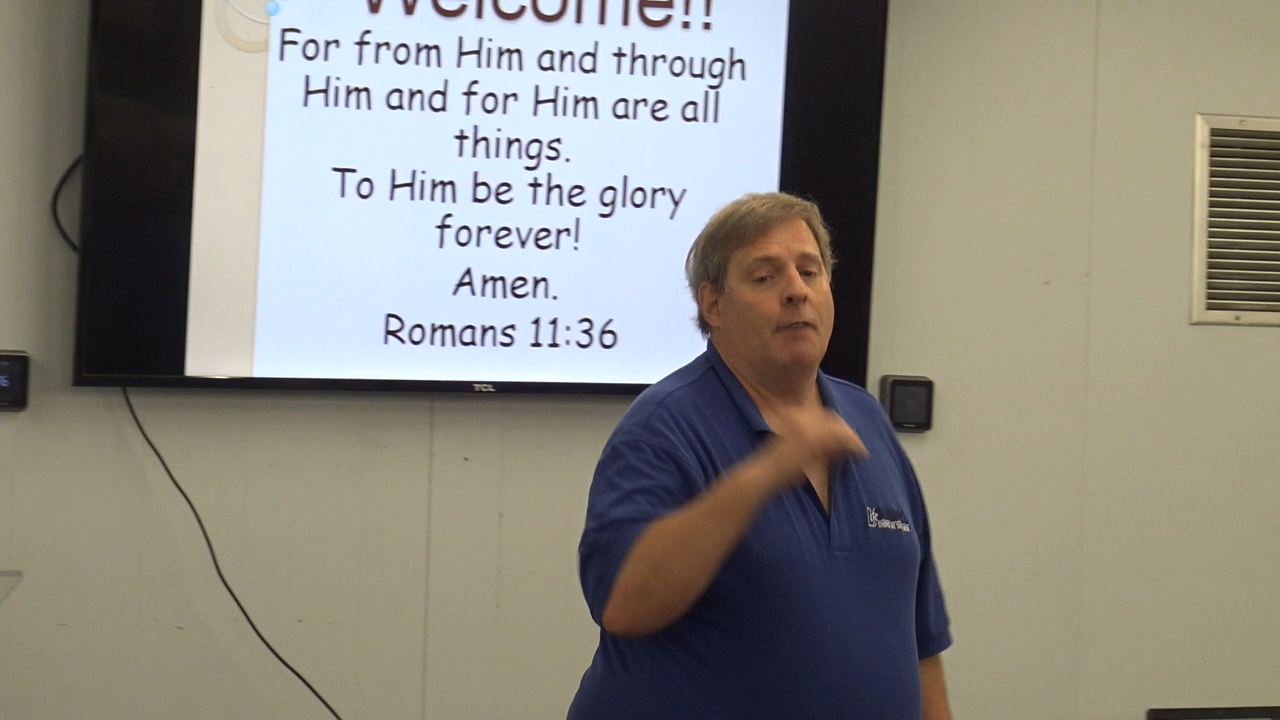 Welcome!!
For from Him and through
Him and for Him are all
things.
To Him be the glory
forever!
Amen.
Romans 11:36
TCL